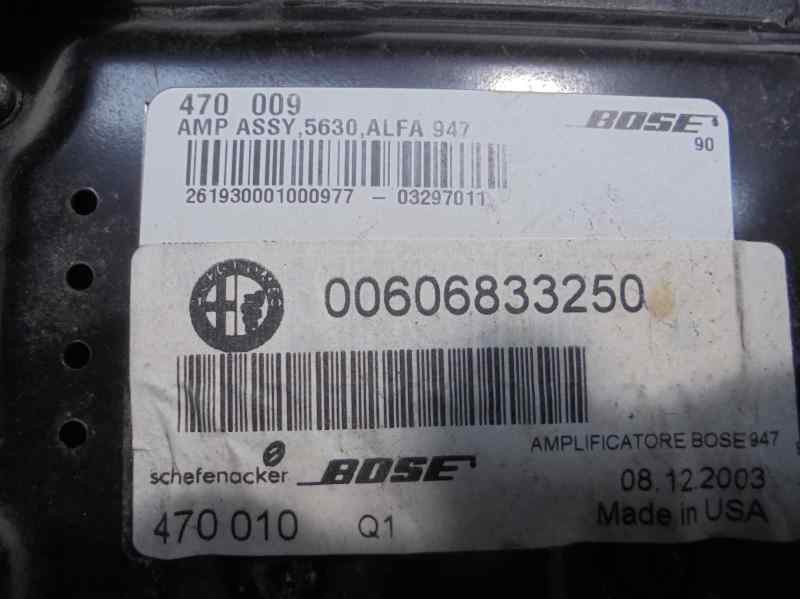 470 009
AMP ASSY,5630,ALFA 947
BOSE
90
261930001000977 - 03297011
00606833250
AMPLIFICATORE BOSE 947
schefenacker BOSE
08.12.2003
470 010 Q1
Made in USA